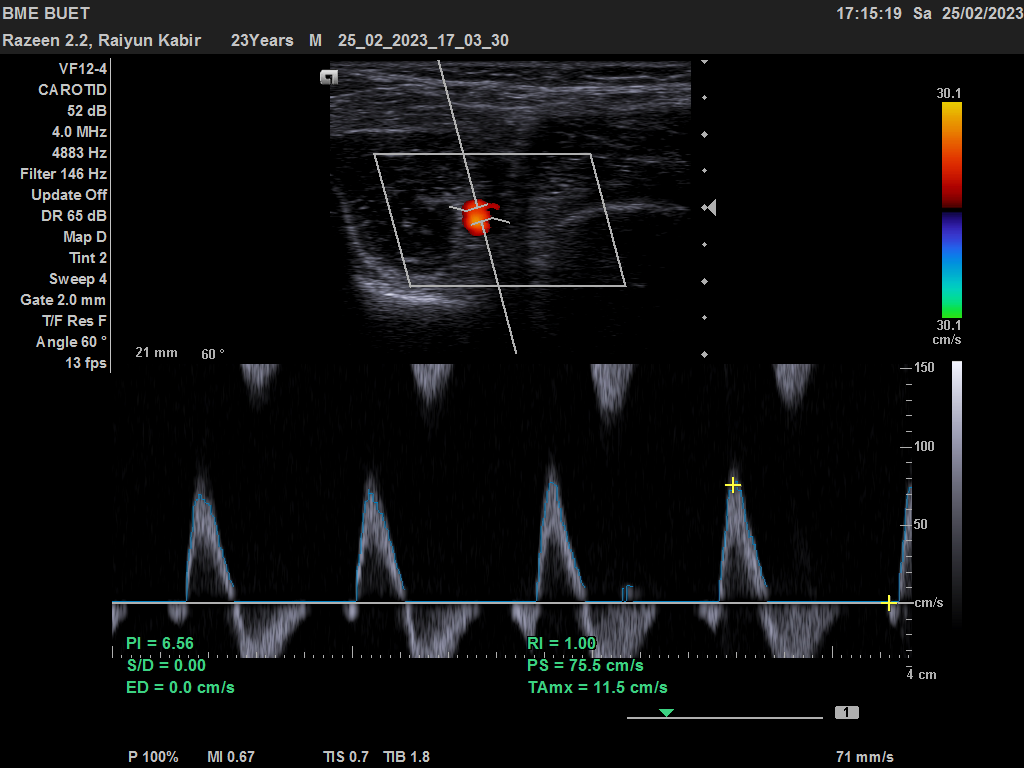 BME BUET 17:15:19 Sa 25/02/2023
Razeen 2.2, Raiyun Kabir 23Years M 25_02_2023_17_03_30
VF12-4
CAROTID
52 dB
4.0 MHz
4883 Hz
Filter 146 Hz
Update Off
DR 65 dB
Map D
Tint 2
Sweep 4
Gate 2.0 mm
T/F Res F
Angle 60 °
13 fps
21 mm 60 °
30.1
30.1
cm/s
150
100
50
cm/s
4 cm
PI = 6.56
S/D = 0.00
ED = 0.0 cm/s
RI = 1.00
PS = 75.5 cm/s
TAmx = 11.5 cm/s
1
P 100% MI 0.67 TIS 0.7 TIB 1.8 71 mm/s